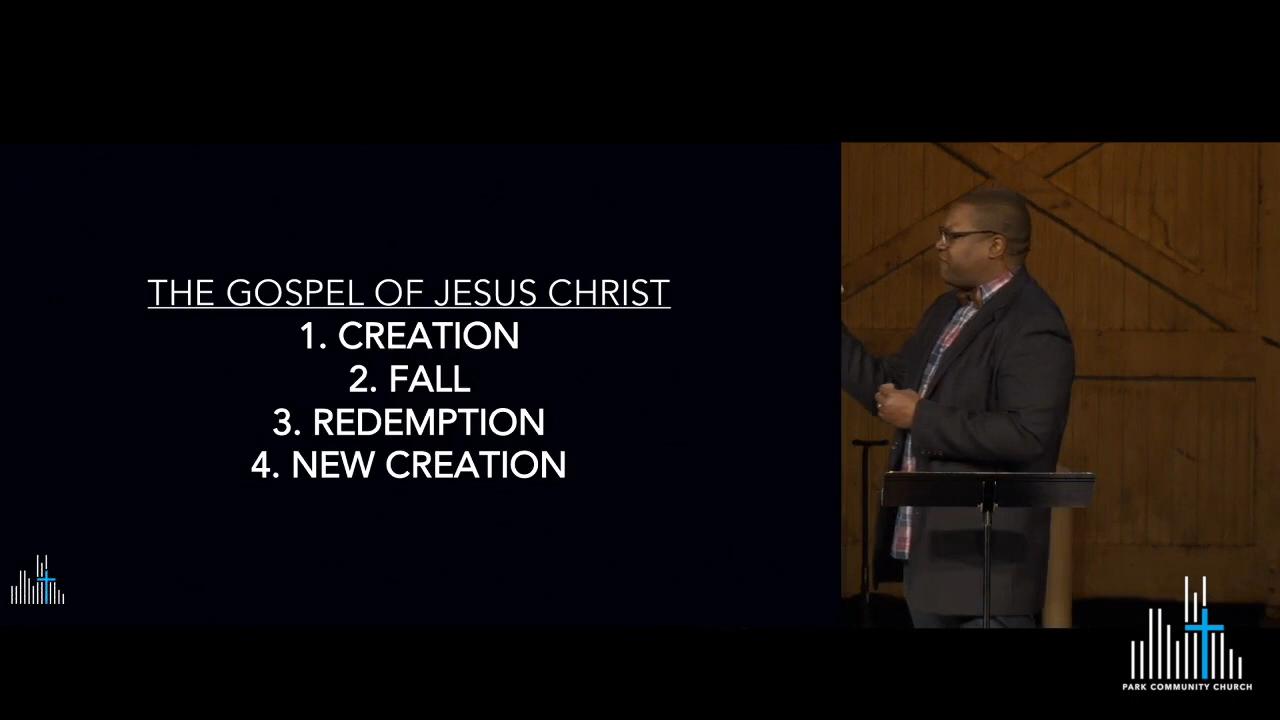 THE GOSPEL OF JESUS CHRIST
1. CREATION
2. FALL
3. REDEMPTION
4. NEW CREATION
PARK COMMUNITY CHURCH